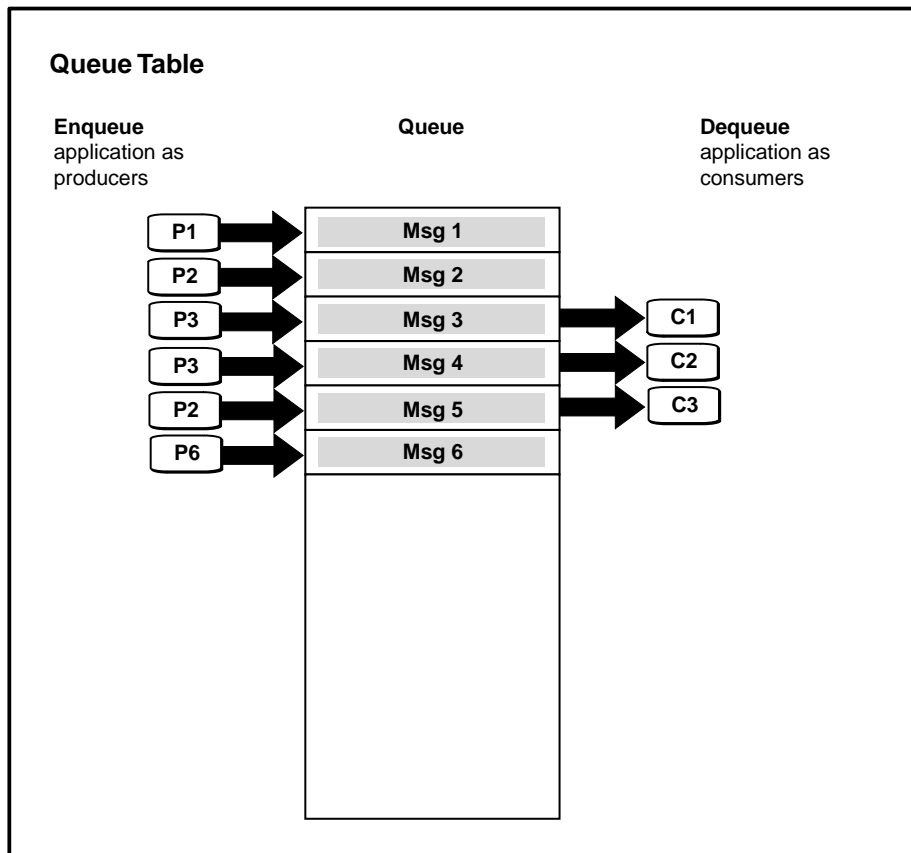 Queue Table
Enqueue
application as
producers
Queue
Dequeue
application as
consumers
P1 Msg 1
P2 Msg 2
P3 Msg 3 C1
P3 Msg 4 C2
P2 Msg 5 C3
P6 Msg 6